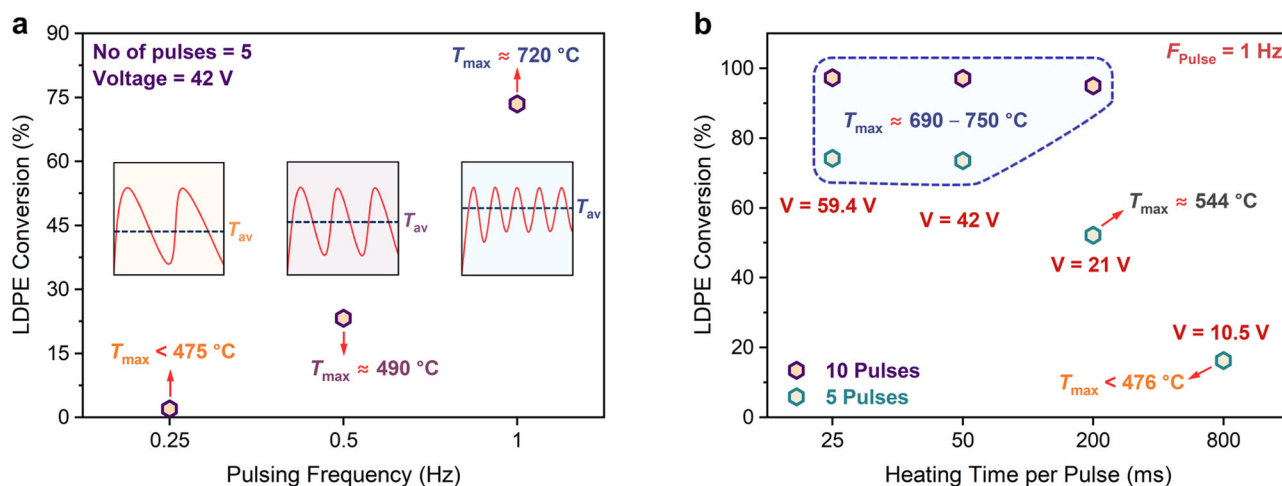 a
No of pulses = 5
Voltage = 42 V
Tmax ≈ 720 °C
Tav
Tav
Tav
Tmax < 475 °C
Tmax ≈ 490 °C
90
75
60
45
30
15
0
LDPE Conversion (%)
0.25
0.5
1
Pulsing Frequency (Hz)
b
FPulse = 1 Hz
Tmax ≈ 690 – 750 °C
V = 59.4 V
V = 42 V
Tmax ≈ 544 °C
V = 21 V
V = 10.5 V
Tmax < 476 °C
10 Pulses
5 Pulses
100
80
60
40
20
0
LDPE Conversion (%)
25
50
200
800
Heating Time per Pulse (ms)